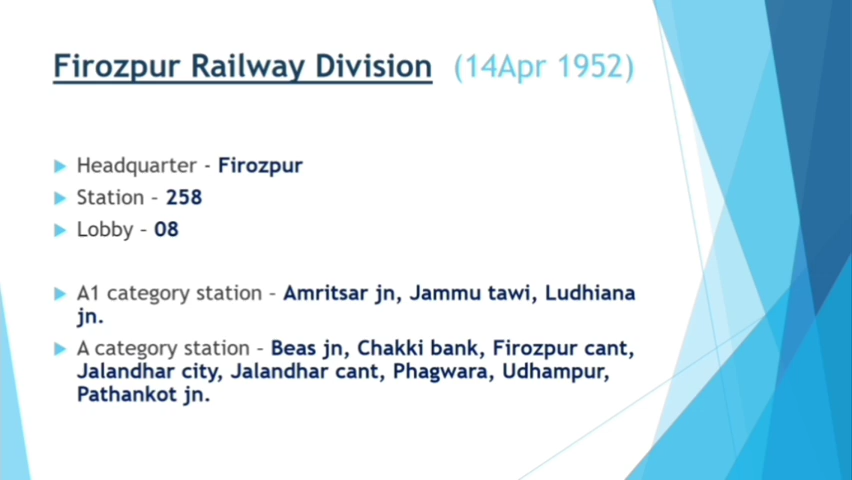 Firozpur Railway Division (14Apr 1952)
Headquarter - Firozpur
Station – 258
Lobby – 08
A1 category station – Amritsar jn, Jammu tawi, Ludhiana
jn.
A category station – Beas jn, Chakki bank, Firozpur cant,
Jalandhar city, Jalandhar cant, Phagwara, Udhampur,
Pathankot jn.